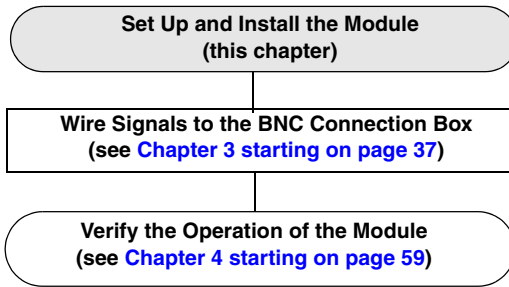 Set Up and Install the Module
(this chapter)
Wire Signals to the BNC Connection Box
(see Chapter 3 starting on page 37)
Verify the Operation of the Module
(see Chapter 4 starting on page 59)